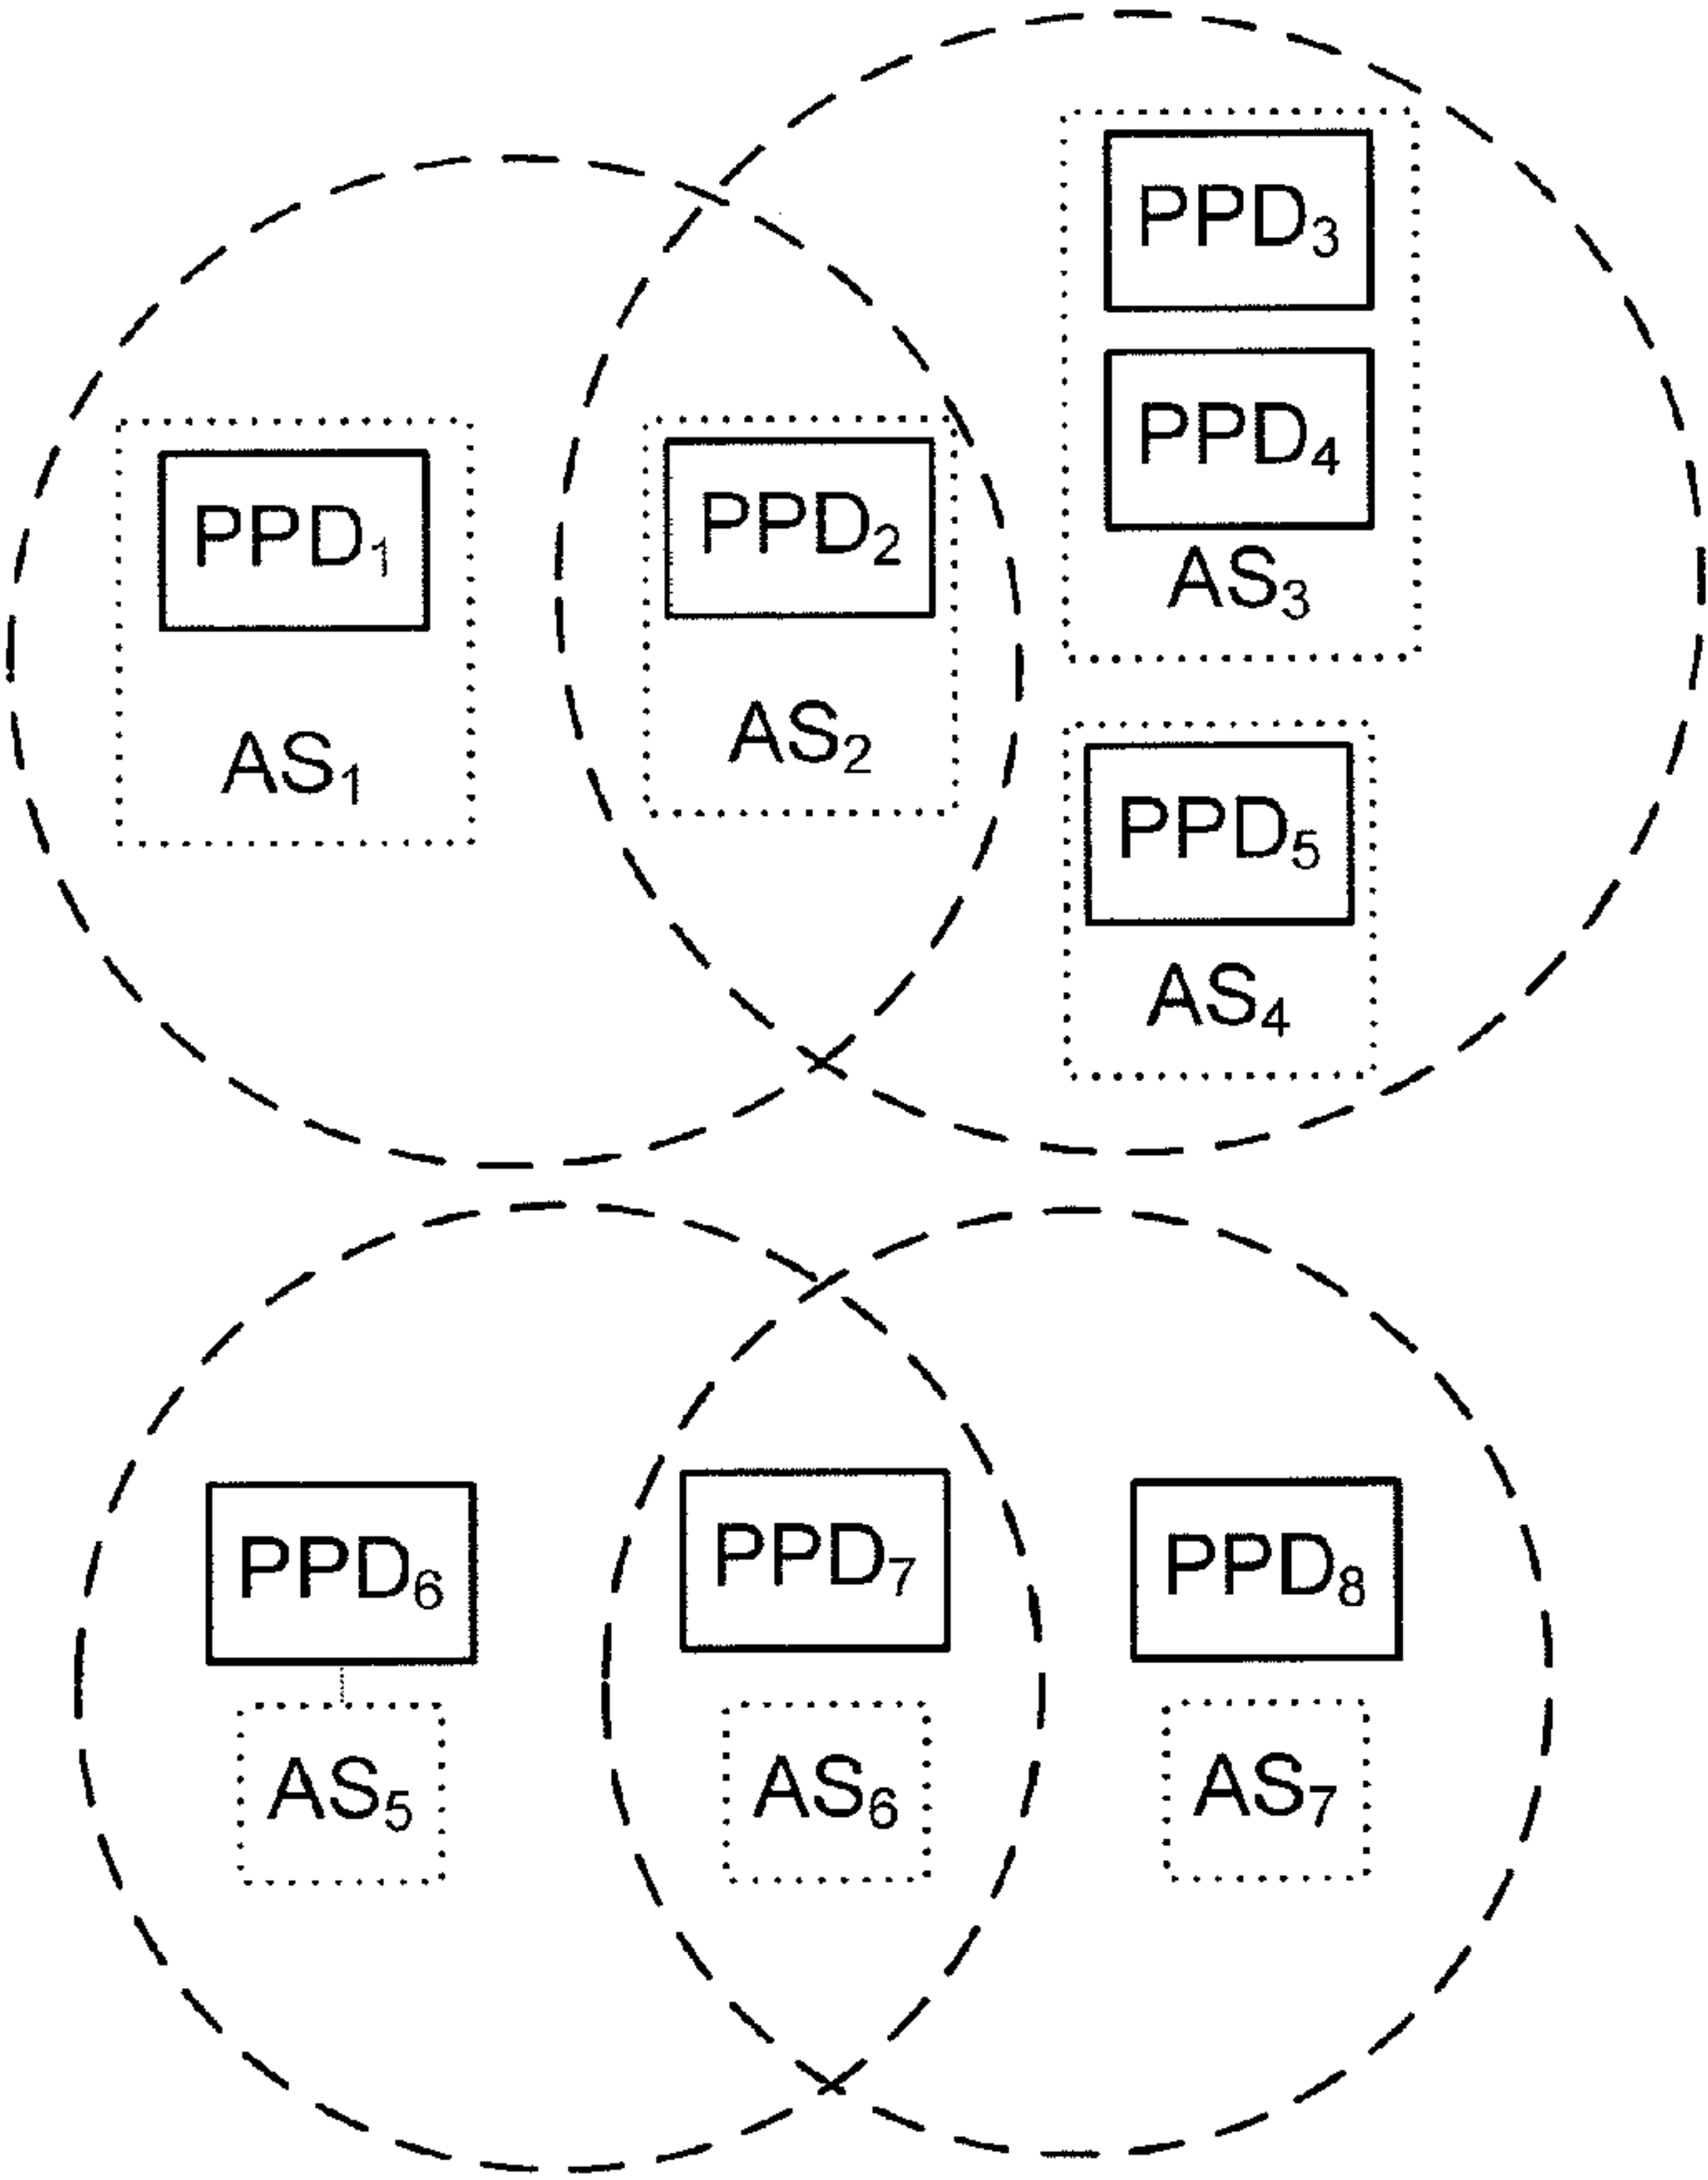 PPD₃
PPD₄
AS₃
PPD₁
AS₁
PPD₂
AS₂
PPD₅
AS₄
PPD₆
PPD₇
PPD₈
AS₅
AS₆
AS₇